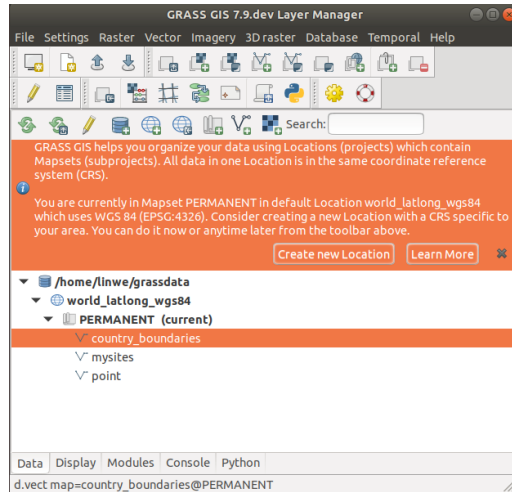 GRASS GIS 7.9.dev Layer Manager
File Settings Raster Vector Imagery 3D raster Database Temporal Help
Search:
GRASS GIS helps you organize your data using Locations (projects) which contain
Mapsets (subprojects). All data in one Location is in the same coordinate reference
system (CRS).
You are currently in Mapset PERMANENT in default Location world_latlong_wgs84
which uses WGS 84 (EPSG:4326). Consider creating a new Location with a CRS specific to
your area. You can do it now or anytime later from the toolbar above.
Create new Location Learn More
/home/linwe/grassdata
world_latlong_wgs84
PERMANENT (current)
country_boundaries
mysites
point
Data Display Modules Console Python
d.vect map=country_boundaries@PERMANENT